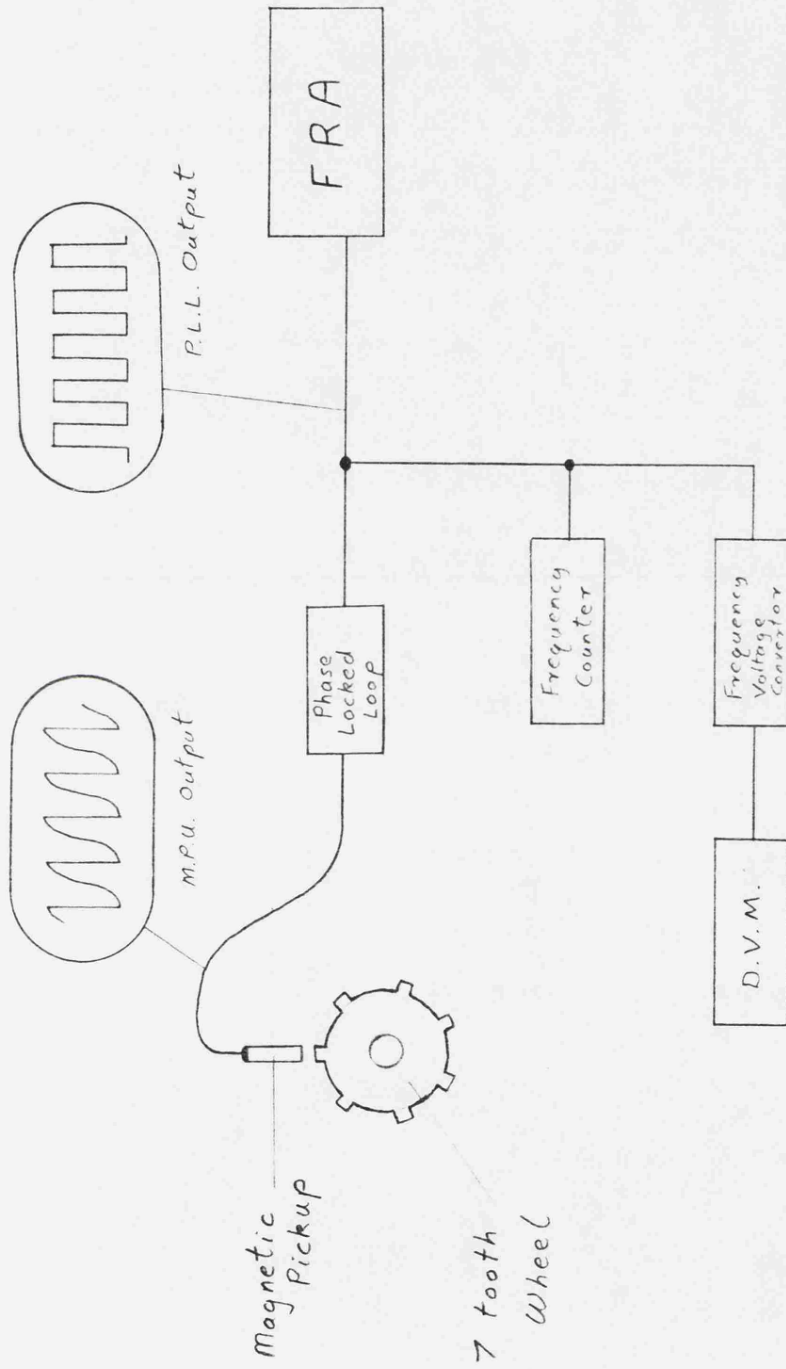 Magnetic
Pickup
7 tooth
Wheel
M.P.U. Output
P.L.L. Output
Phase
Locked
Loop
FRA
Frequency
Counter
Frequency
Voltage
Convertor
D.V.M.